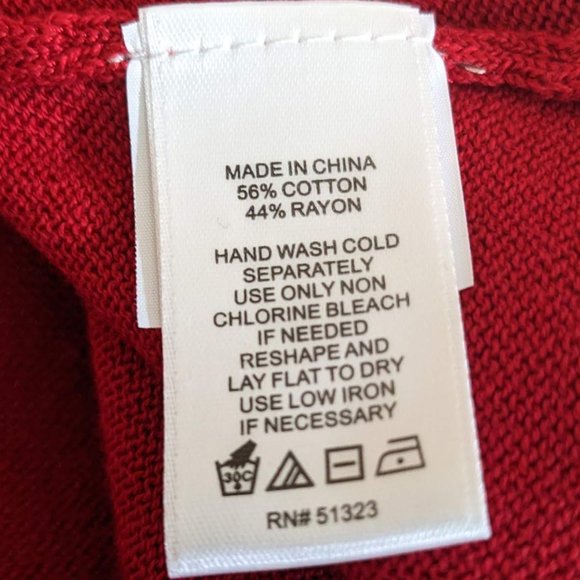 MADE IN CHINA
56% COTTON
44% RAYON
HAND WASH COLD
SEPARATELY
USE ONLY NON
CHLORINE BLEACH
IF NEEDED
RESHAPE AND
LAY FLAT TO DRY
USE LOW IRON
IF NECESSARY
30C
RN# 51323